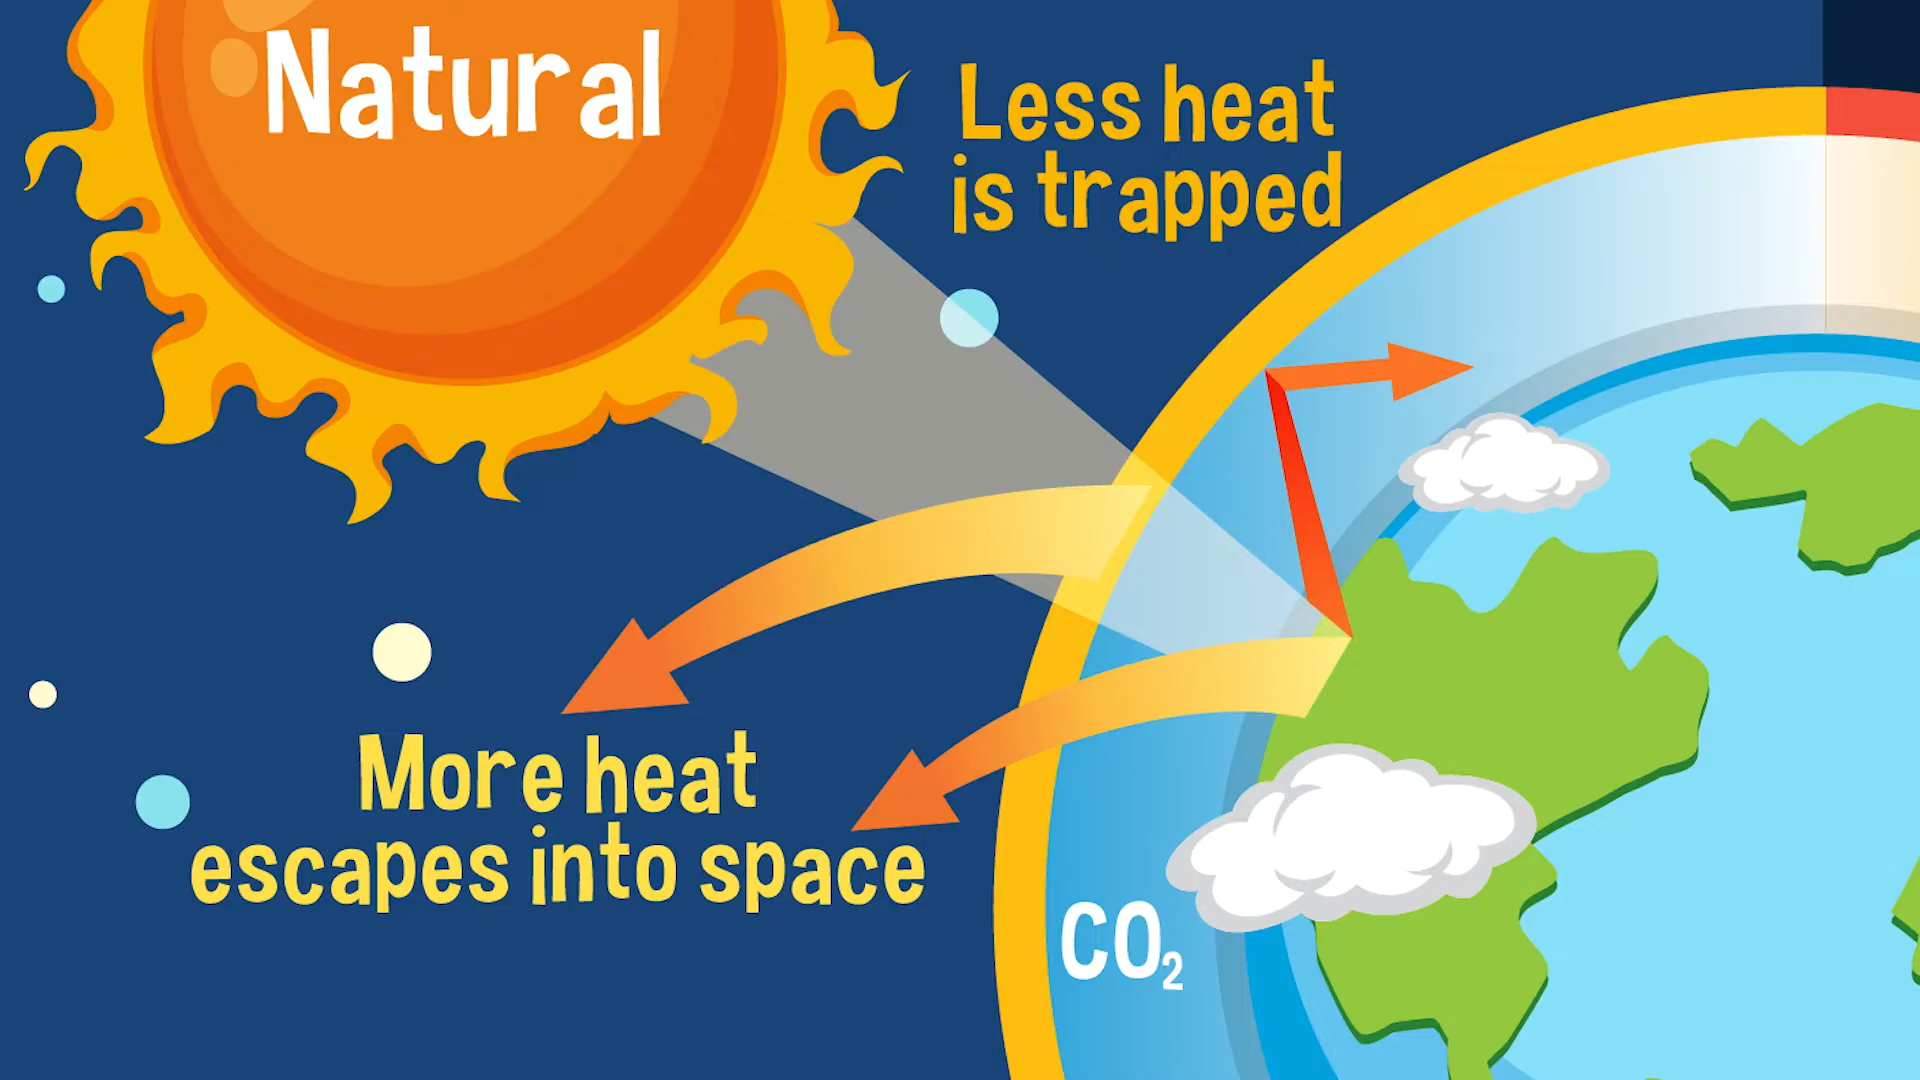 Natural
Less heat
is trapped
More heat
escapes into space
CO₂